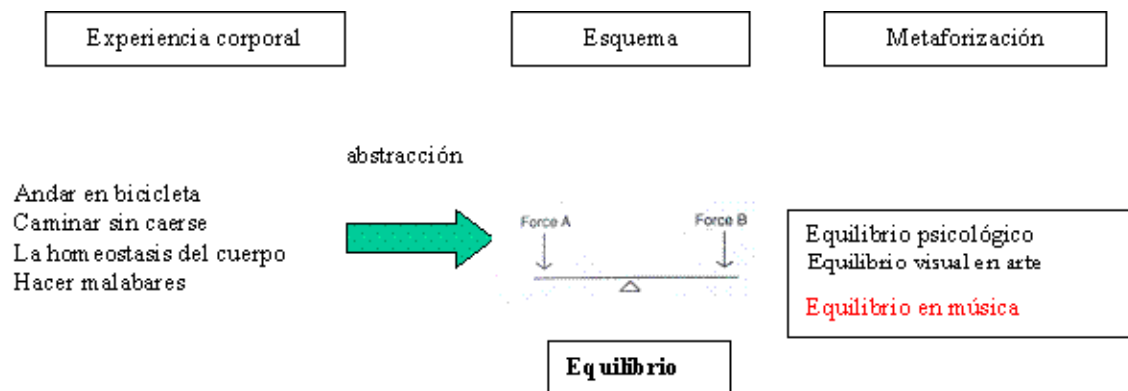 Experiencia corporal
Esquema
Metaforización
abstracción
Andar en bicicleta
Caminar sin caerse
La homeostasis del cuerpo
Hacer malabares
Force A
Force B
Equilibrio psicológico
Equilibrio visual en arte
Equilibrio en música
Equilibrio